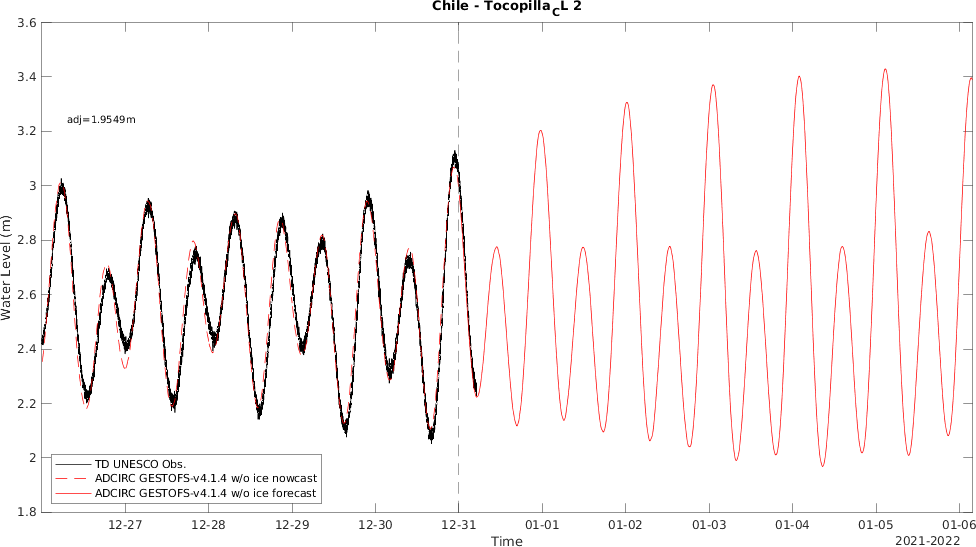 Chile - Tocopilla_CL 2
3.6
3.4
3.2
3
2.8
2.6
2.4
2.2
2
1.8
Water Level (m)
adj=1.9549m
TD UNESCO Obs.
ADCIRC GESTOFS-v4.1.4 w/o ice nowcast
ADCIRC GESTOFS-v4.1.4 w/o ice forecast
12-27 12-28 12-29 12-30 12-31 01-01 01-02 01-03 01-04 01-05 01-06
Time
2021-2022